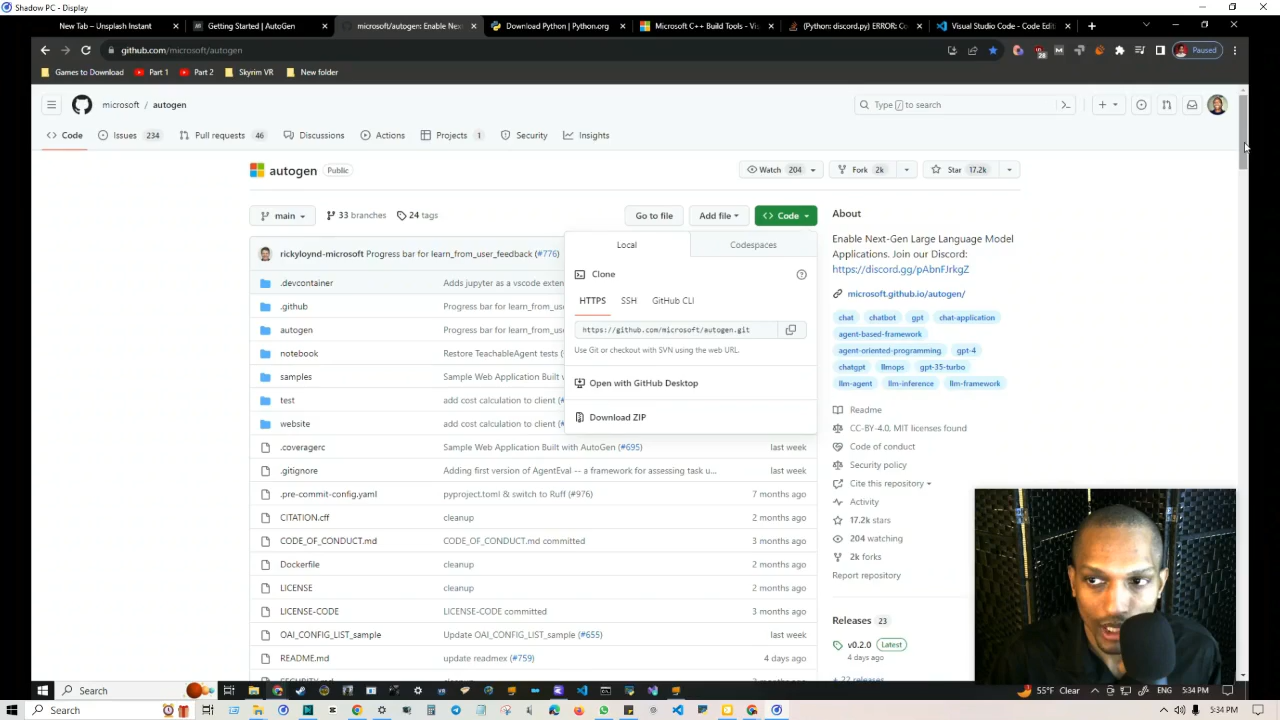 Shadow PC - Display
New Tab – Unsplash Instant
Getting Started | AutoGen
microsoft/autogen: Enable Nex
Download Python | Python.org
Microsoft C++ Build Tools - Vis
(Python: discord.py) ERROR: Co
Visual Studio Code - Code Edit
github.com/microsoft/autogen
28
Paused
Games to Download
Part 1
Part 2
Skyrim VR
New folder
microsoft / autogen
Type / to search
Code
Issues 234
Pull requests 46
Discussions
Actions
Projects 1
Security
Insights
autogen Public
Watch 204
Fork 2k
Star 17.2k
main
33 branches
24 tags
Go to file
Add file
Code
Local
Codespaces
Clone
HTTPS
SSH
GitHub CLI
https://github.com/microsoft/autogen.git
Use Git or checkout with SVN using the web URL.
Open with GitHub Desktop
Download ZIP
rickyloynd-microsoft Progress bar for learn_from_user_feedback (#776)
.devcontainer Adds jupyter as a vscode exten
.github Progress bar for learn_from_us
autogen Progress bar for learn_from_us
notebook Restore TeachableAgent tests (
samples Sample Web Application Built w
test add cost calculation to client (#
website add cost calculation to client (#
.coveragerc Sample Web Application Built with AutoGen (#695) last week
.gitignore Adding first version of AgentEval -- a framework for assessing task u... last week
.pre-commit-config.yaml pyproject.toml & switch to Ruff (#976) 7 months ago
CITATION.cff cleanup 2 months ago
CODE_OF_CONDUCT.md CODE_OF_CONDUCT.md committed 3 months ago
Dockerfile cleanup 2 months ago
LICENSE cleanup 2 months ago
LICENSE-CODE LICENSE-CODE committed 3 months ago
OAI_CONFIG_LIST_sample Update OAI_CONFIG_LIST_sample (#655) last week
README.md update readmex (#759) 4 days ago
About
Enable Next-Gen Large Language Model
Applications. Join our Discord:
https://discord.gg/pAbnFJrkgZ
microsoft.github.io/autogen/
chat chatbot gpt chat-application
agent-based-framework
agent-oriented-programming gpt-4
chatgpt llmops gpt-35-turbo
llm-agent llm-inference llm-framework
Readme
CC-BY-4.0, MIT licenses found
Code of conduct
Security policy
Cite this repository
Activity
17.2k stars
204 watching
2k forks
Report repository
Releases 23
v0.2.0 Latest
4 days ago
+ 22 releases
Search
55°F Clear
ENG
5:34 PM
Search
ENG
5:34 PM